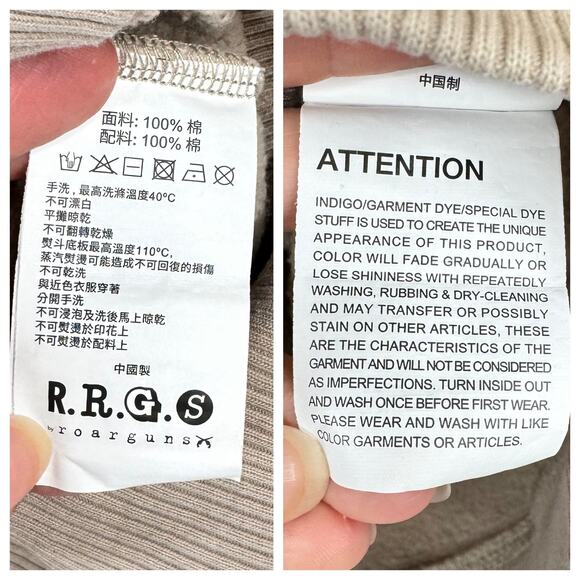 面料: 100% 棉
配料: 100% 棉
手洗 , 最高洗滌溫度40ºC
不可漂白
平攤晾乾
不可翻轉乾燥
熨斗底板最高溫度110ºC,
蒸汽熨燙可能造成不可回復的損傷
不可乾洗
與近色衣服穿著
分開手洗
不可浸泡及洗後馬上晾乾
不可熨燙於印花上
不可熨燙於配料上
中國製
R.R.G.S
by roarguns
中国制
ATTENTION
INDIGO/GARMENT DYE/SPECIAL DYE
STUFF IS USED TO CREATE THE UNIQUE
APPEARANCE OF THIS PRODUCT,
COLOR WILL FADE GRADUALLY OR
LOSE SHININESS WITH REPEATEDLY
WASHING, RUBBING & DRY-CLEANING
AND MAY TRANSFER OR POSSIBLY
STAIN ON OTHER ARTICLES, THESE
ARE THE CHARACTERISTICS OF THE
GARMENT AND WILL NOT BE CONSIDERED
AS IMPERFECTIONS. TURN INSIDE OUT
AND WASH ONCE BEFORE FIRST WEAR.
PLEASE WEAR AND WASH WITH LIKE
COLOR GARMENTS OR ARTICLES.